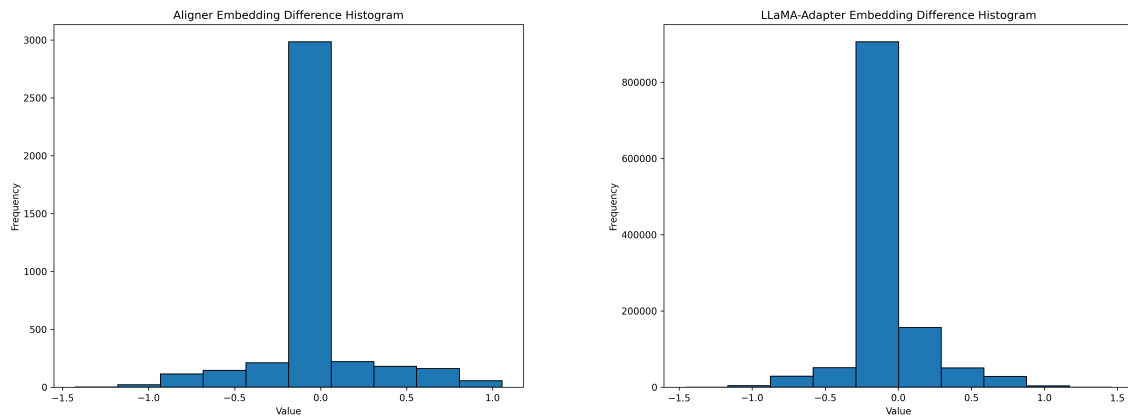 Aligner Embedding Difference Histogram
3000
2500
2000
1500
1000
500
0
Frequency
−1.5 −1.0 −0.5 0.0 0.5 1.0
Value
LLaMA-Adapter Embedding Difference Histogram
800000
600000
400000
200000
0
Frequency
−1.5 −1.0 −0.5 0.0 0.5 1.0 1.5
Value